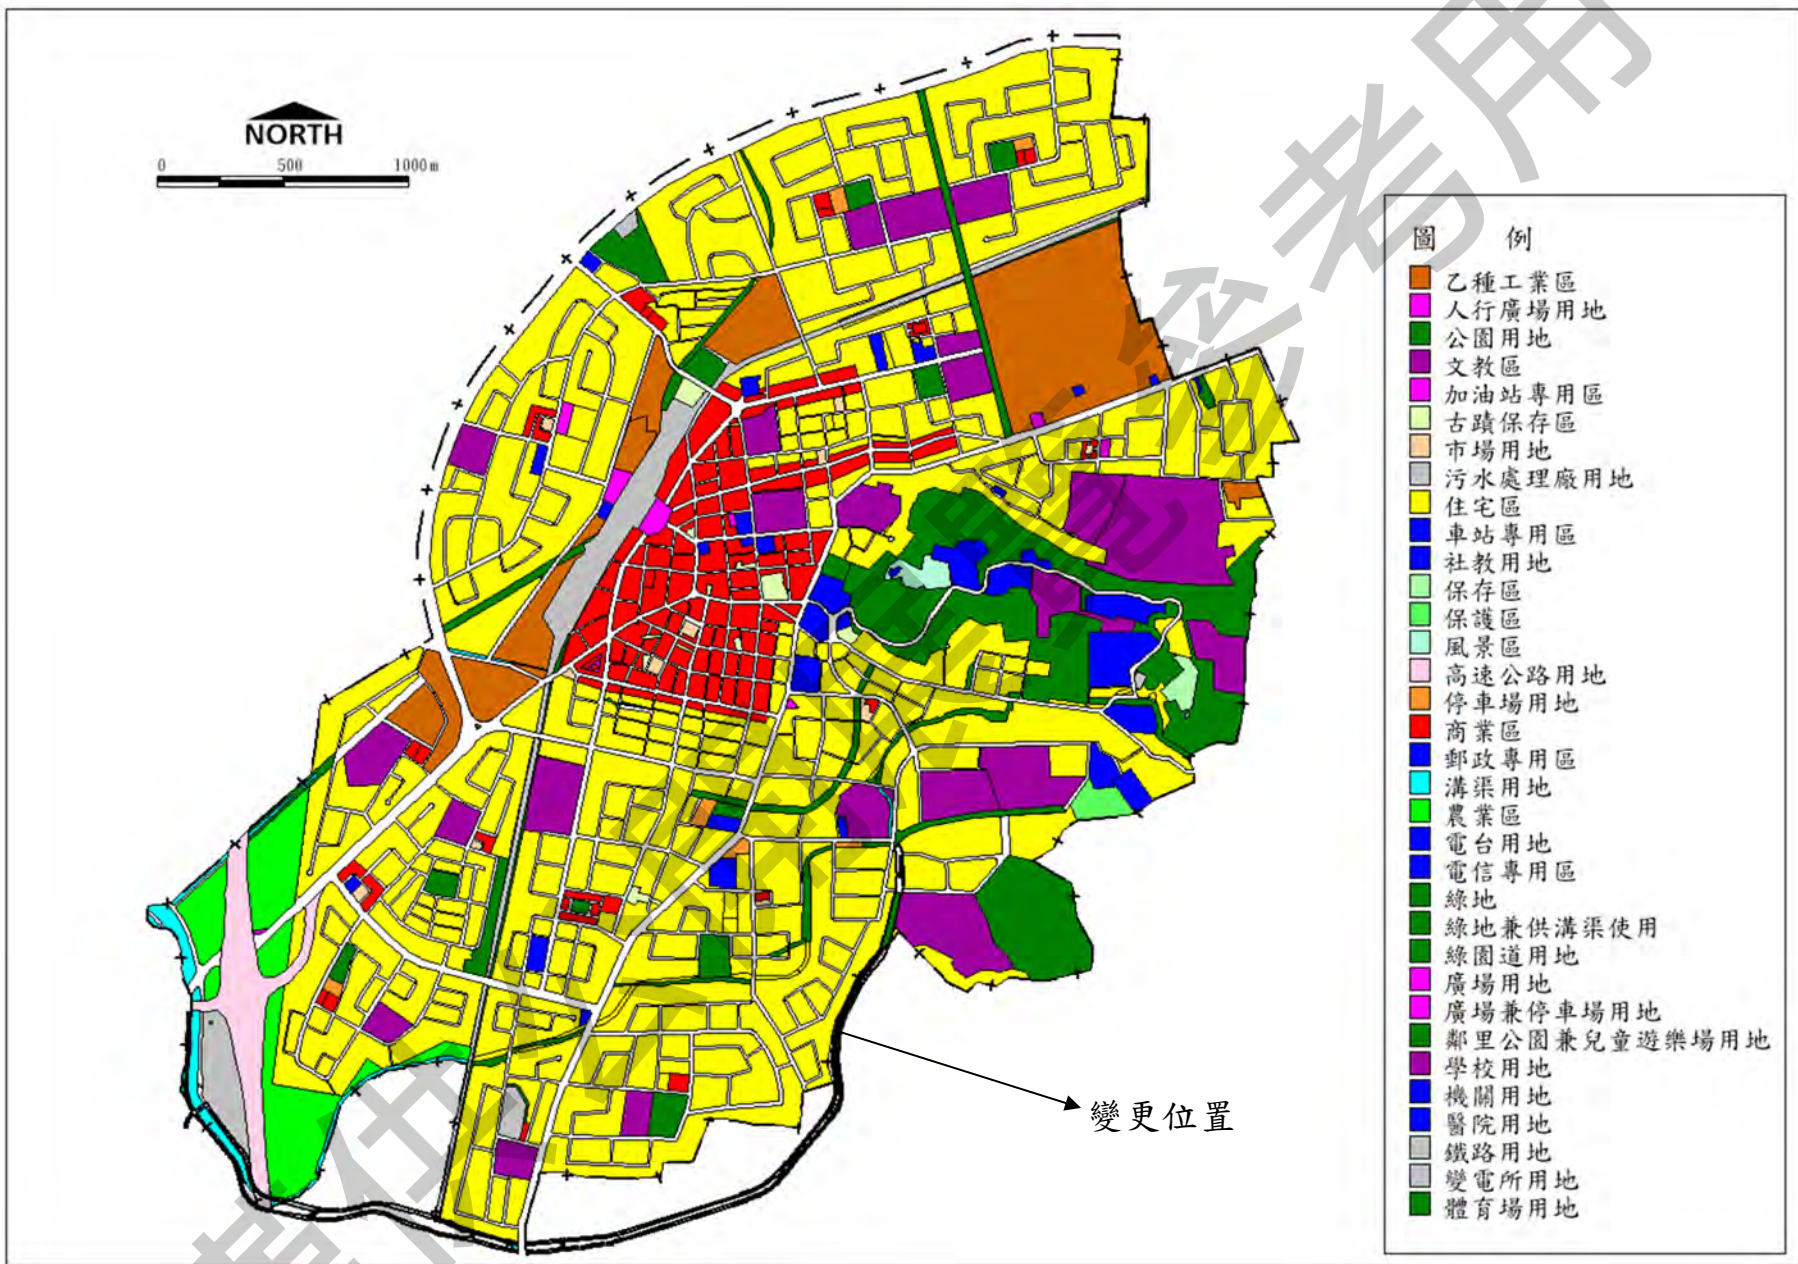 NORTH
0 500 1000m
圖 例
乙種工業區
人行廣場用地
公園用地
文教區
加油站專用區
古蹟保存區
市場用地
污水處理廠用地
住宅區
車站專用區
社教用地
保存區
保護區
風景區
高速公路用地
停車場用地
商業區
郵政專用區
溝渠用地
農業區
電台用地
電信專用區
綠地
綠地兼供溝渠使用
綠園道用地
廣場用地
廣場兼停車場用地
鄰里公園兼兒童遊樂場用地
學校用地
機關用地
醫院用地
鐵路用地
變電所用地
體育場用地
變更位置